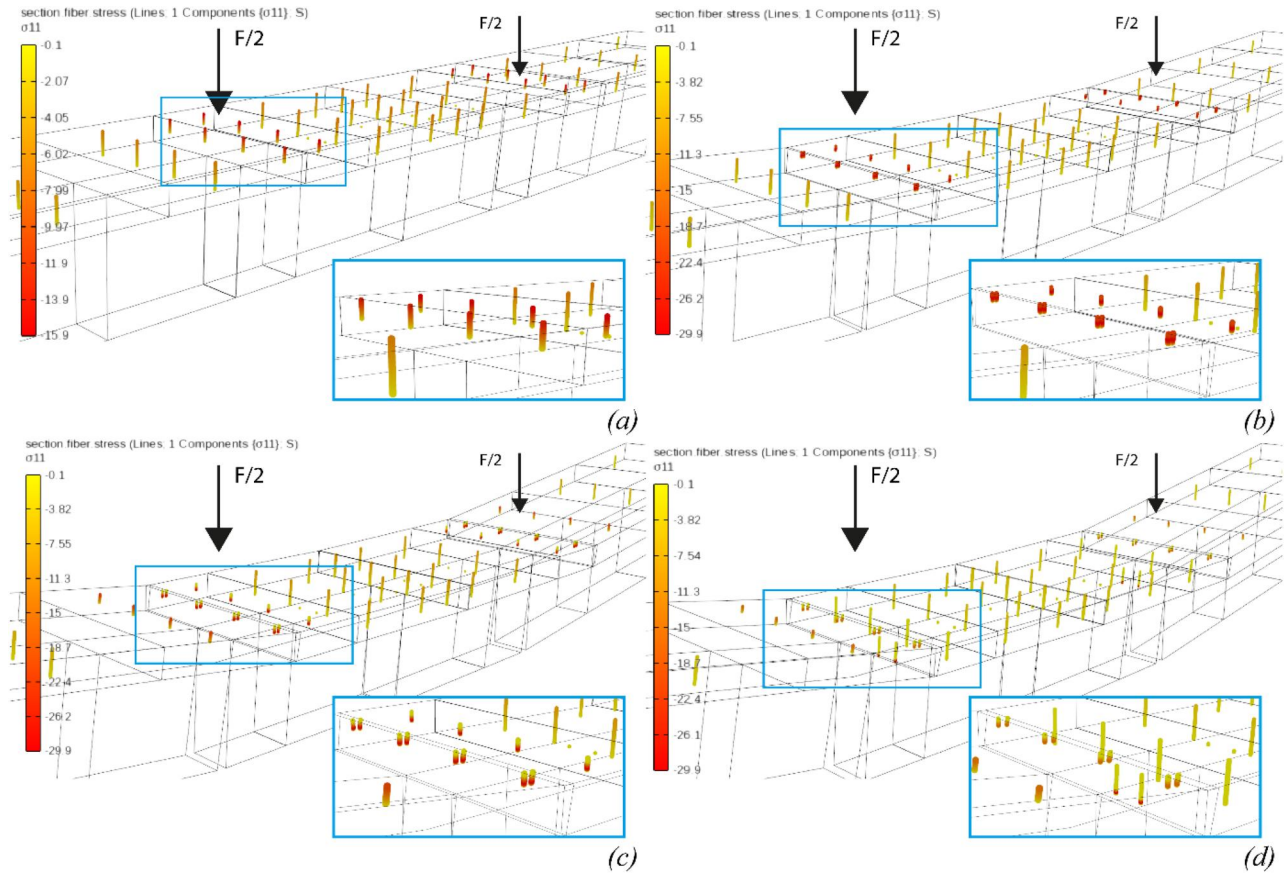 section fiber stress (Lines: 1 Components {σ11}; S)
σ11
-0.1
-2.07
-4.05
-6.02
-7.99
-9.97
-11.9
-13.9
-15.9
F/2
F/2
(a)
section fiber stress (Lines: 1 Components {σ11}; S)
σ11
-0.1
-3.82
-7.55
-11.3
-15
-18.7
-22.4
-26.2
-29.9
F/2
F/2
(b)
section fiber stress (Lines: 1 Components {σ11}; S)
σ11
-0.1
-3.82
-7.55
-11.3
-15
-18.7
-22.4
-26.2
-29.9
F/2
F/2
(c)
section fiber stress (Lines: 1 Components {σ11}; S)
σ11
-0.1
-3.82
-7.54
-11.3
-15
-18.7
-22.4
-26.1
-29.9
F/2
F/2
(d)